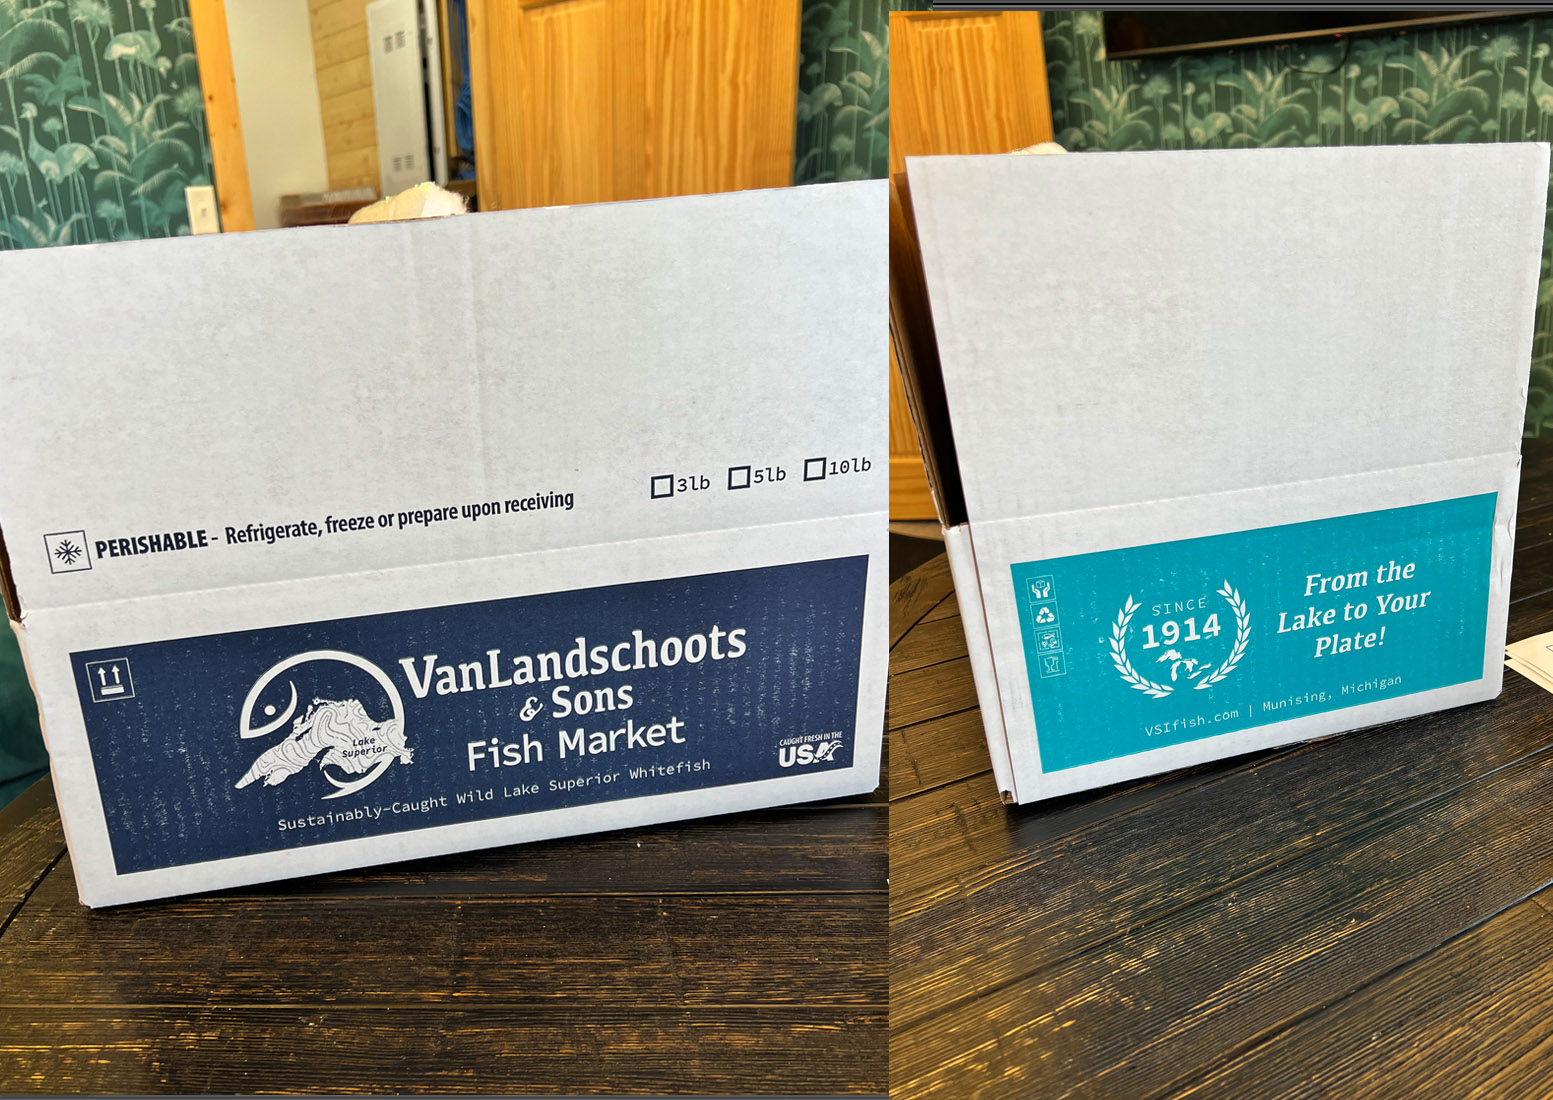 3lb 5lb 10lb
PERISHABLE - Refrigerate, freeze or prepare upon receiving
VanLandschoots
& Sons
Fish Market
Lake
Superior
CAUGHT FRESH IN THE
USA
Sustainably-Caught Wild Lake Superior Whitefish
SINCE
1914
From the
Lake to Your
Plate!
VSIfish.com | Munising, Michigan